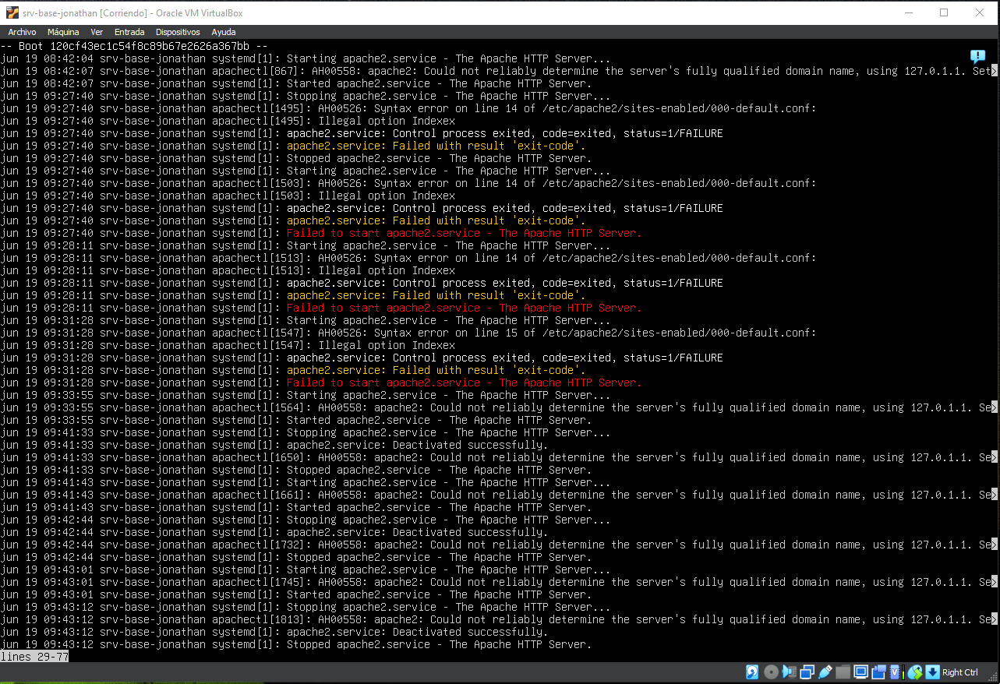 srv-base-jonathan [Corriendo] - Oracle VM VirtualBox
Archivo Máquina Ver Entrada Dispositivos Ayuda
-- Boot 120cf43ec1c54f8c89b67e2626a367bb --
jun 19 08:42:04 srv-base-jonathan systemd[1]: Starting apache2.service - The Apache HTTP Server...
jun 19 08:42:07 srv-base-jonathan apachectl[867]: AH00558: apache2: Could not reliably determine the server's fully qualified domain name, using 127.0.1.1. Set>
jun 19 08:42:07 srv-base-jonathan systemd[1]: Started apache2.service - The Apache HTTP Server.
jun 19 09:27:40 srv-base-jonathan systemd[1]: Stopping apache2.service - The Apache HTTP Server...
jun 19 09:27:40 srv-base-jonathan apachectl[1495]: AH00526: Syntax error on line 14 of /etc/apache2/sites-enabled/000-default.conf:
jun 19 09:27:40 srv-base-jonathan apachectl[1495]: Illegal option Indexex
jun 19 09:27:40 srv-base-jonathan systemd[1]: apache2.service: Control process exited, code=exited, status=1/FAILURE
jun 19 09:27:40 srv-base-jonathan systemd[1]: apache2.service: Failed with result 'exit-code'.
jun 19 09:27:40 srv-base-jonathan systemd[1]: Stopped apache2.service - The Apache HTTP Server.
jun 19 09:27:40 srv-base-jonathan systemd[1]: Starting apache2.service - The Apache HTTP Server...
jun 19 09:27:40 srv-base-jonathan apachectl[1503]: AH00526: Syntax error on line 14 of /etc/apache2/sites-enabled/000-default.conf:
jun 19 09:27:40 srv-base-jonathan apachectl[1503]: Illegal option Indexex
jun 19 09:27:40 srv-base-jonathan systemd[1]: apache2.service: Control process exited, code=exited, status=1/FAILURE
jun 19 09:27:40 srv-base-jonathan systemd[1]: apache2.service: Failed with result 'exit-code'.
jun 19 09:27:40 srv-base-jonathan systemd[1]: Failed to start apache2.service - The Apache HTTP Server.
jun 19 09:28:11 srv-base-jonathan systemd[1]: Starting apache2.service - The Apache HTTP Server...
jun 19 09:28:11 srv-base-jonathan apachectl[1513]: AH00526: Syntax error on line 14 of /etc/apache2/sites-enabled/000-default.conf:
jun 19 09:28:11 srv-base-jonathan apachectl[1513]: Illegal option Indexex
jun 19 09:28:11 srv-base-jonathan systemd[1]: apache2.service: Control process exited, code=exited, status=1/FAILURE
jun 19 09:28:11 srv-base-jonathan systemd[1]: apache2.service: Failed with result 'exit-code'.
jun 19 09:28:11 srv-base-jonathan systemd[1]: Failed to start apache2.service - The Apache HTTP Server.
jun 19 09:31:28 srv-base-jonathan systemd[1]: Starting apache2.service - The Apache HTTP Server...
jun 19 09:31:28 srv-base-jonathan apachectl[1547]: AH00526: Syntax error on line 15 of /etc/apache2/sites-enabled/000-default.conf:
jun 19 09:31:28 srv-base-jonathan apachectl[1547]: Illegal option Indexex
jun 19 09:31:28 srv-base-jonathan systemd[1]: apache2.service: Control process exited, code=exited, status=1/FAILURE
jun 19 09:31:28 srv-base-jonathan systemd[1]: apache2.service: Failed with result 'exit-code'.
jun 19 09:31:28 srv-base-jonathan systemd[1]: Failed to start apache2.service - The Apache HTTP Server.
jun 19 09:33:55 srv-base-jonathan systemd[1]: Starting apache2.service - The Apache HTTP Server...
jun 19 09:33:55 srv-base-jonathan apachectl[1564]: AH00558: apache2: Could not reliably determine the server's fully qualified domain name, using 127.0.1.1. Se>
jun 19 09:33:55 srv-base-jonathan systemd[1]: Started apache2.service - The Apache HTTP Server.
jun 19 09:41:33 srv-base-jonathan systemd[1]: Stopping apache2.service - The Apache HTTP Server...
jun 19 09:41:33 srv-base-jonathan systemd[1]: apache2.service: Deactivated successfully.
jun 19 09:41:33 srv-base-jonathan apachectl[1650]: AH00558: apache2: Could not reliably determine the server's fully qualified domain name, using 127.0.1.1. Se>
jun 19 09:41:33 srv-base-jonathan systemd[1]: Stopped apache2.service - The Apache HTTP Server.
jun 19 09:41:43 srv-base-jonathan systemd[1]: Starting apache2.service - The Apache HTTP Server...
jun 19 09:41:43 srv-base-jonathan apachectl[1661]: AH00558: apache2: Could not reliably determine the server's fully qualified domain name, using 127.0.1.1. Se>
jun 19 09:41:43 srv-base-jonathan systemd[1]: Started apache2.service - The Apache HTTP Server.
jun 19 09:42:44 srv-base-jonathan systemd[1]: Stopping apache2.service - The Apache HTTP Server...
jun 19 09:42:44 srv-base-jonathan systemd[1]: apache2.service: Deactivated successfully.
jun 19 09:42:44 srv-base-jonathan apachectl[1732]: AH00558: apache2: Could not reliably determine the server's fully qualified domain name, using 127.0.1.1. Se>
jun 19 09:42:44 srv-base-jonathan systemd[1]: Stopped apache2.service - The Apache HTTP Server.
jun 19 09:43:01 srv-base-jonathan systemd[1]: Starting apache2.service - The Apache HTTP Server...
jun 19 09:43:01 srv-base-jonathan apachectl[1745]: AH00558: apache2: Could not reliably determine the server's fully qualified domain name, using 127.0.1.1. Se>
jun 19 09:43:01 srv-base-jonathan systemd[1]: Started apache2.service - The Apache HTTP Server.
jun 19 09:43:12 srv-base-jonathan systemd[1]: Stopping apache2.service - The Apache HTTP Server...
jun 19 09:43:12 srv-base-jonathan apachectl[1813]: AH00558: apache2: Could not reliably determine the server's fully qualified domain name, using 127.0.1.1. Se>
jun 19 09:43:12 srv-base-jonathan systemd[1]: apache2.service: Deactivated successfully.
jun 19 09:43:12 srv-base-jonathan systemd[1]: Stopped apache2.service - The Apache HTTP Server.
lines 29-77
Right Ctrl